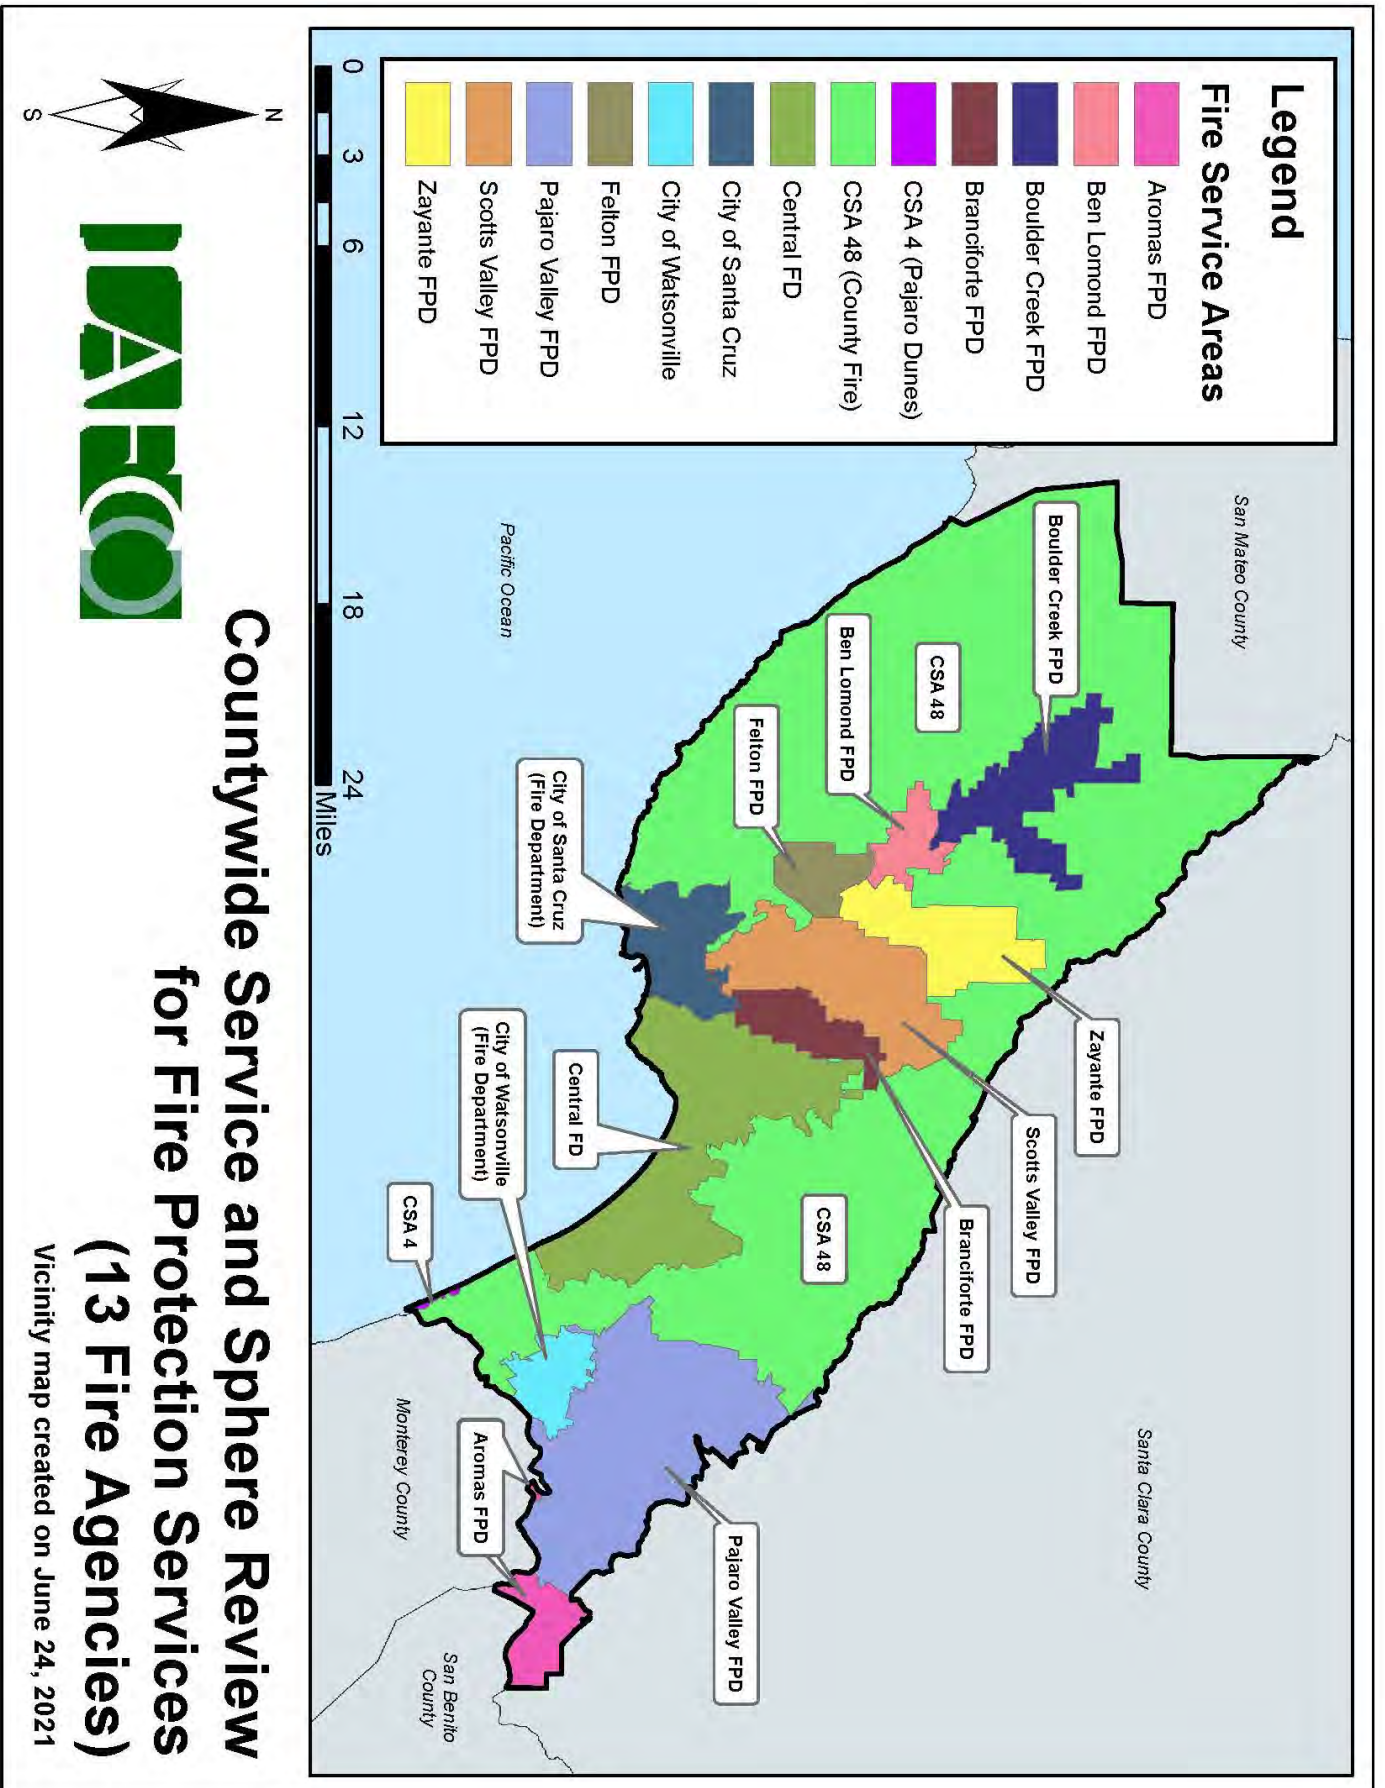 Legend
Fire Service Areas
Aromas FPD
Ben Lomond FPD
Boulder Creek FPD
Branciforte FPD
CSA 4 (Pajaro Dunes)
CSA 48 (County Fire)
Central FD
City of Santa Cruz
City of Watsonville
Felton FPD
Pajaro Valley FPD
Scotts Valley FPD
Zayante FPD
San Mateo County
Boulder Creek FPD
CSA 48
Ben Lomond FPD
Felton FPD
City of Santa Cruz
(Fire Department)
Pacific Ocean
Zayante FPD
Scotts Valley FPD
Branciforte FPD
Santa Clara County
CSA 48
Central FD
City of Watsonville
(Fire Department)
CSA 4
Pajaro Valley FPD
Aromas FPD
Monterey County
San Benito
County
0 3 6 12 18 24
Miles
N
S
LAFCO
Countywide Service and Sphere Review
for Fire Protection Services
(13 Fire Agencies)
Vicinity map created on June 24, 2021